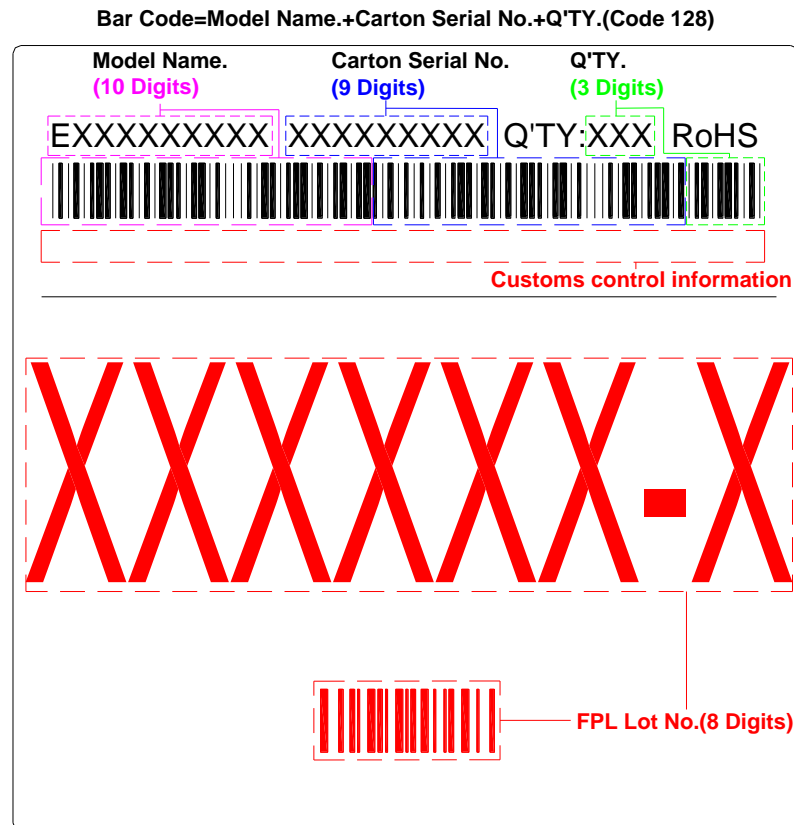 Bar Code=Model Name.+Carton Serial No.+Q'TY.(Code 128)
Model Name. Carton Serial No. Q'TY.
(10 Digits) (9 Digits) (3 Digits)
EXXXXXXXXX XXXXXXXXX Q'TY:XXX RoHS
Customs control information
XXXXXX-X
FPL Lot No.(8 Digits)